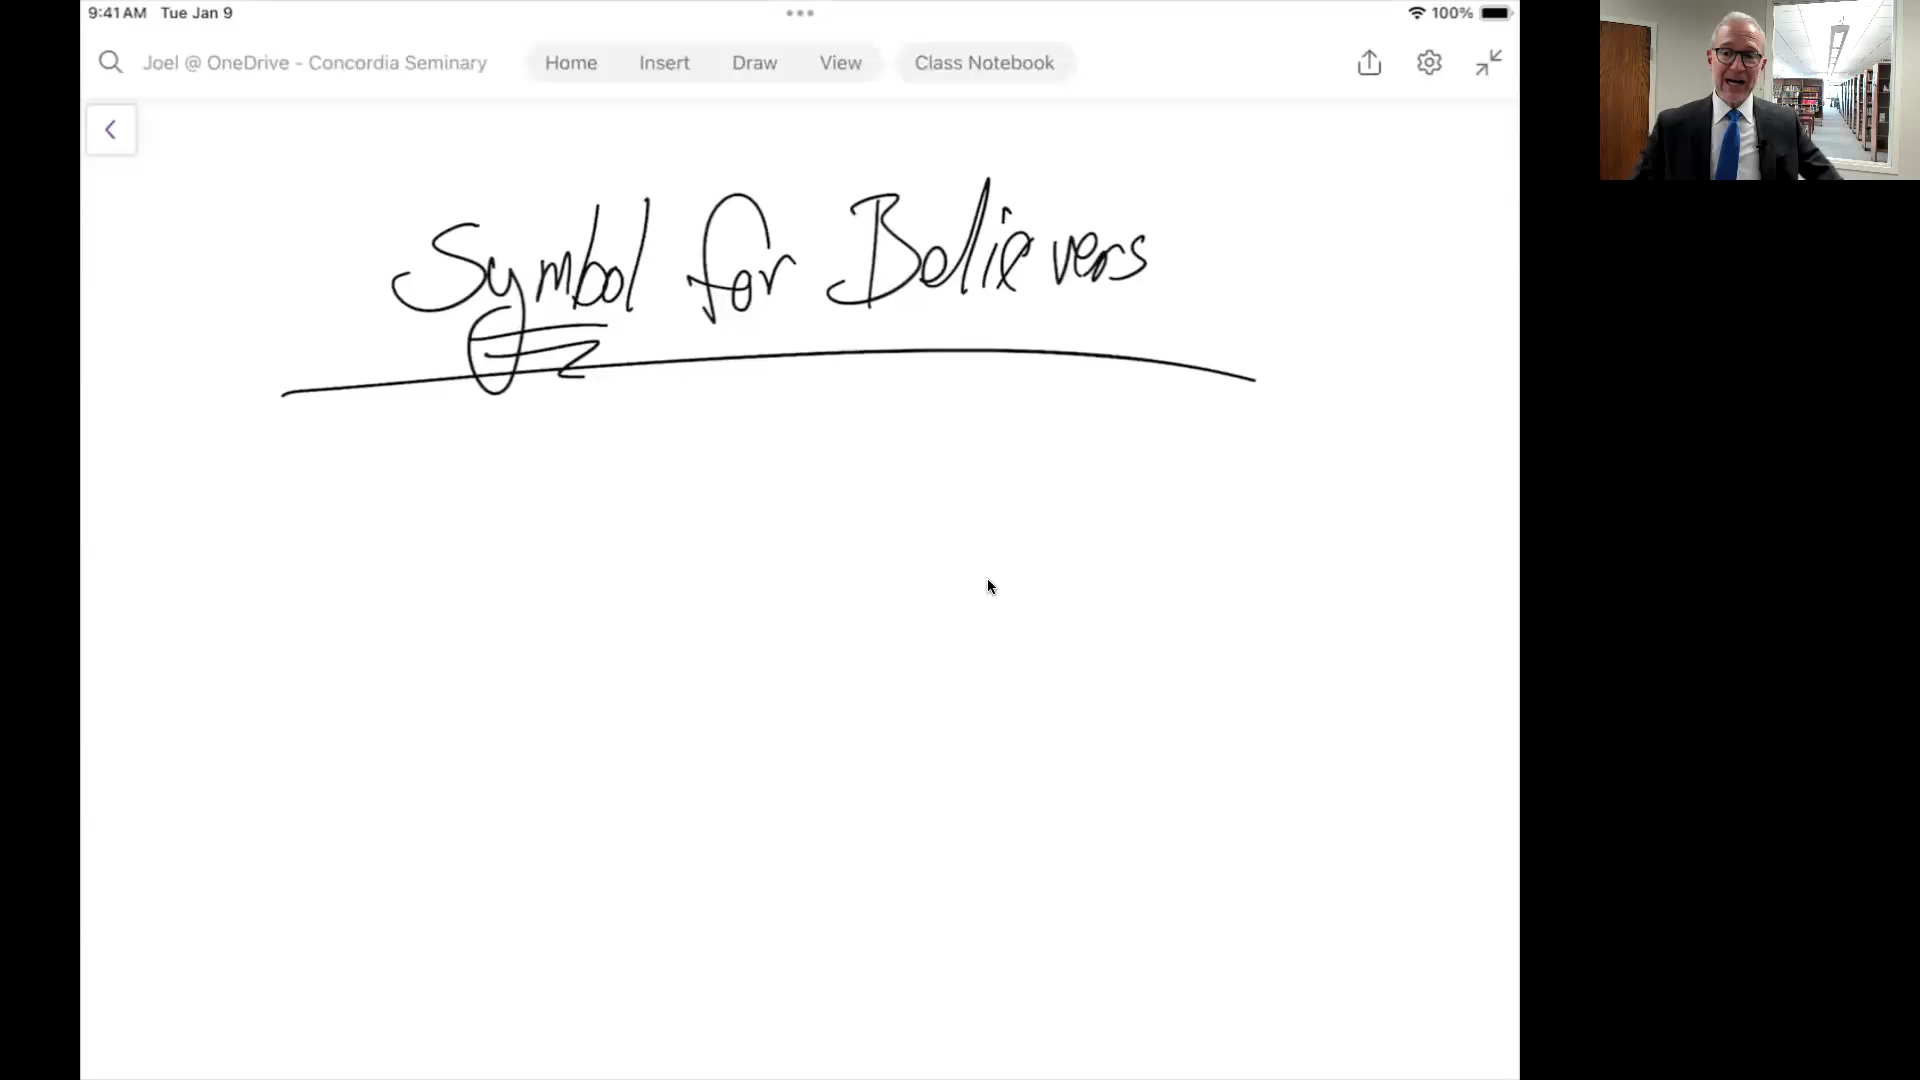 9:41 AM Tue Jan 9 100%
Joel @ OneDrive - Concordia Seminary Home Insert Draw View Class Notebook
Symbol for Believers